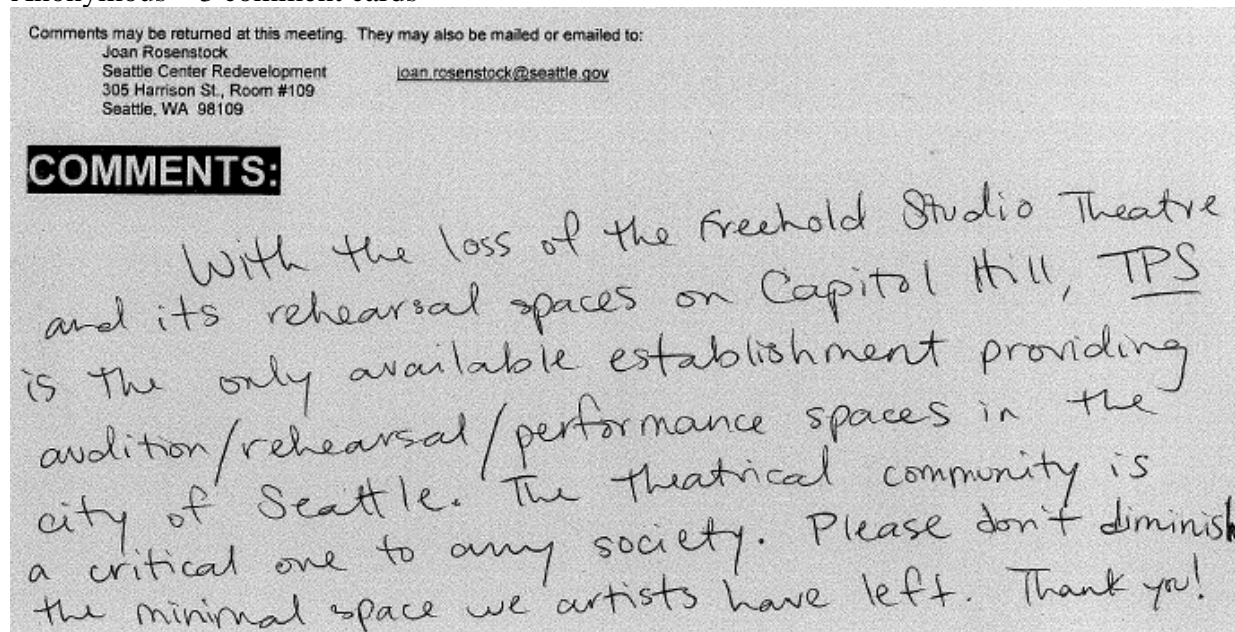 Anonymous – 3 comment cards
Comments may be returned at this meeting. They may also be mailed or emailed to:
Joan Rosenstock
Seattle Center Redevelopment joan.rosenstock@seattle.gov
305 Harrison St., Room #109
Seattle, WA 98109
COMMENTS:
With the loss of the Freehold Studio Theatre
and its rehearsal spaces on Capitol Hill, TPS
is the only available establishment providing
audition/rehearsal/performance spaces in the
city of Seattle. The theatrical community is
a critical one to any society. Please don't diminish
the minimal space we artists have left. Thank you!